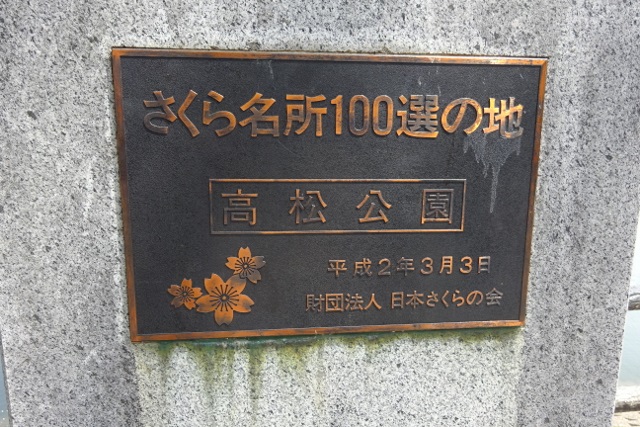 さくら名所100選の地
高松公園
平成2年3月3日
財団法人 日本さくらの会